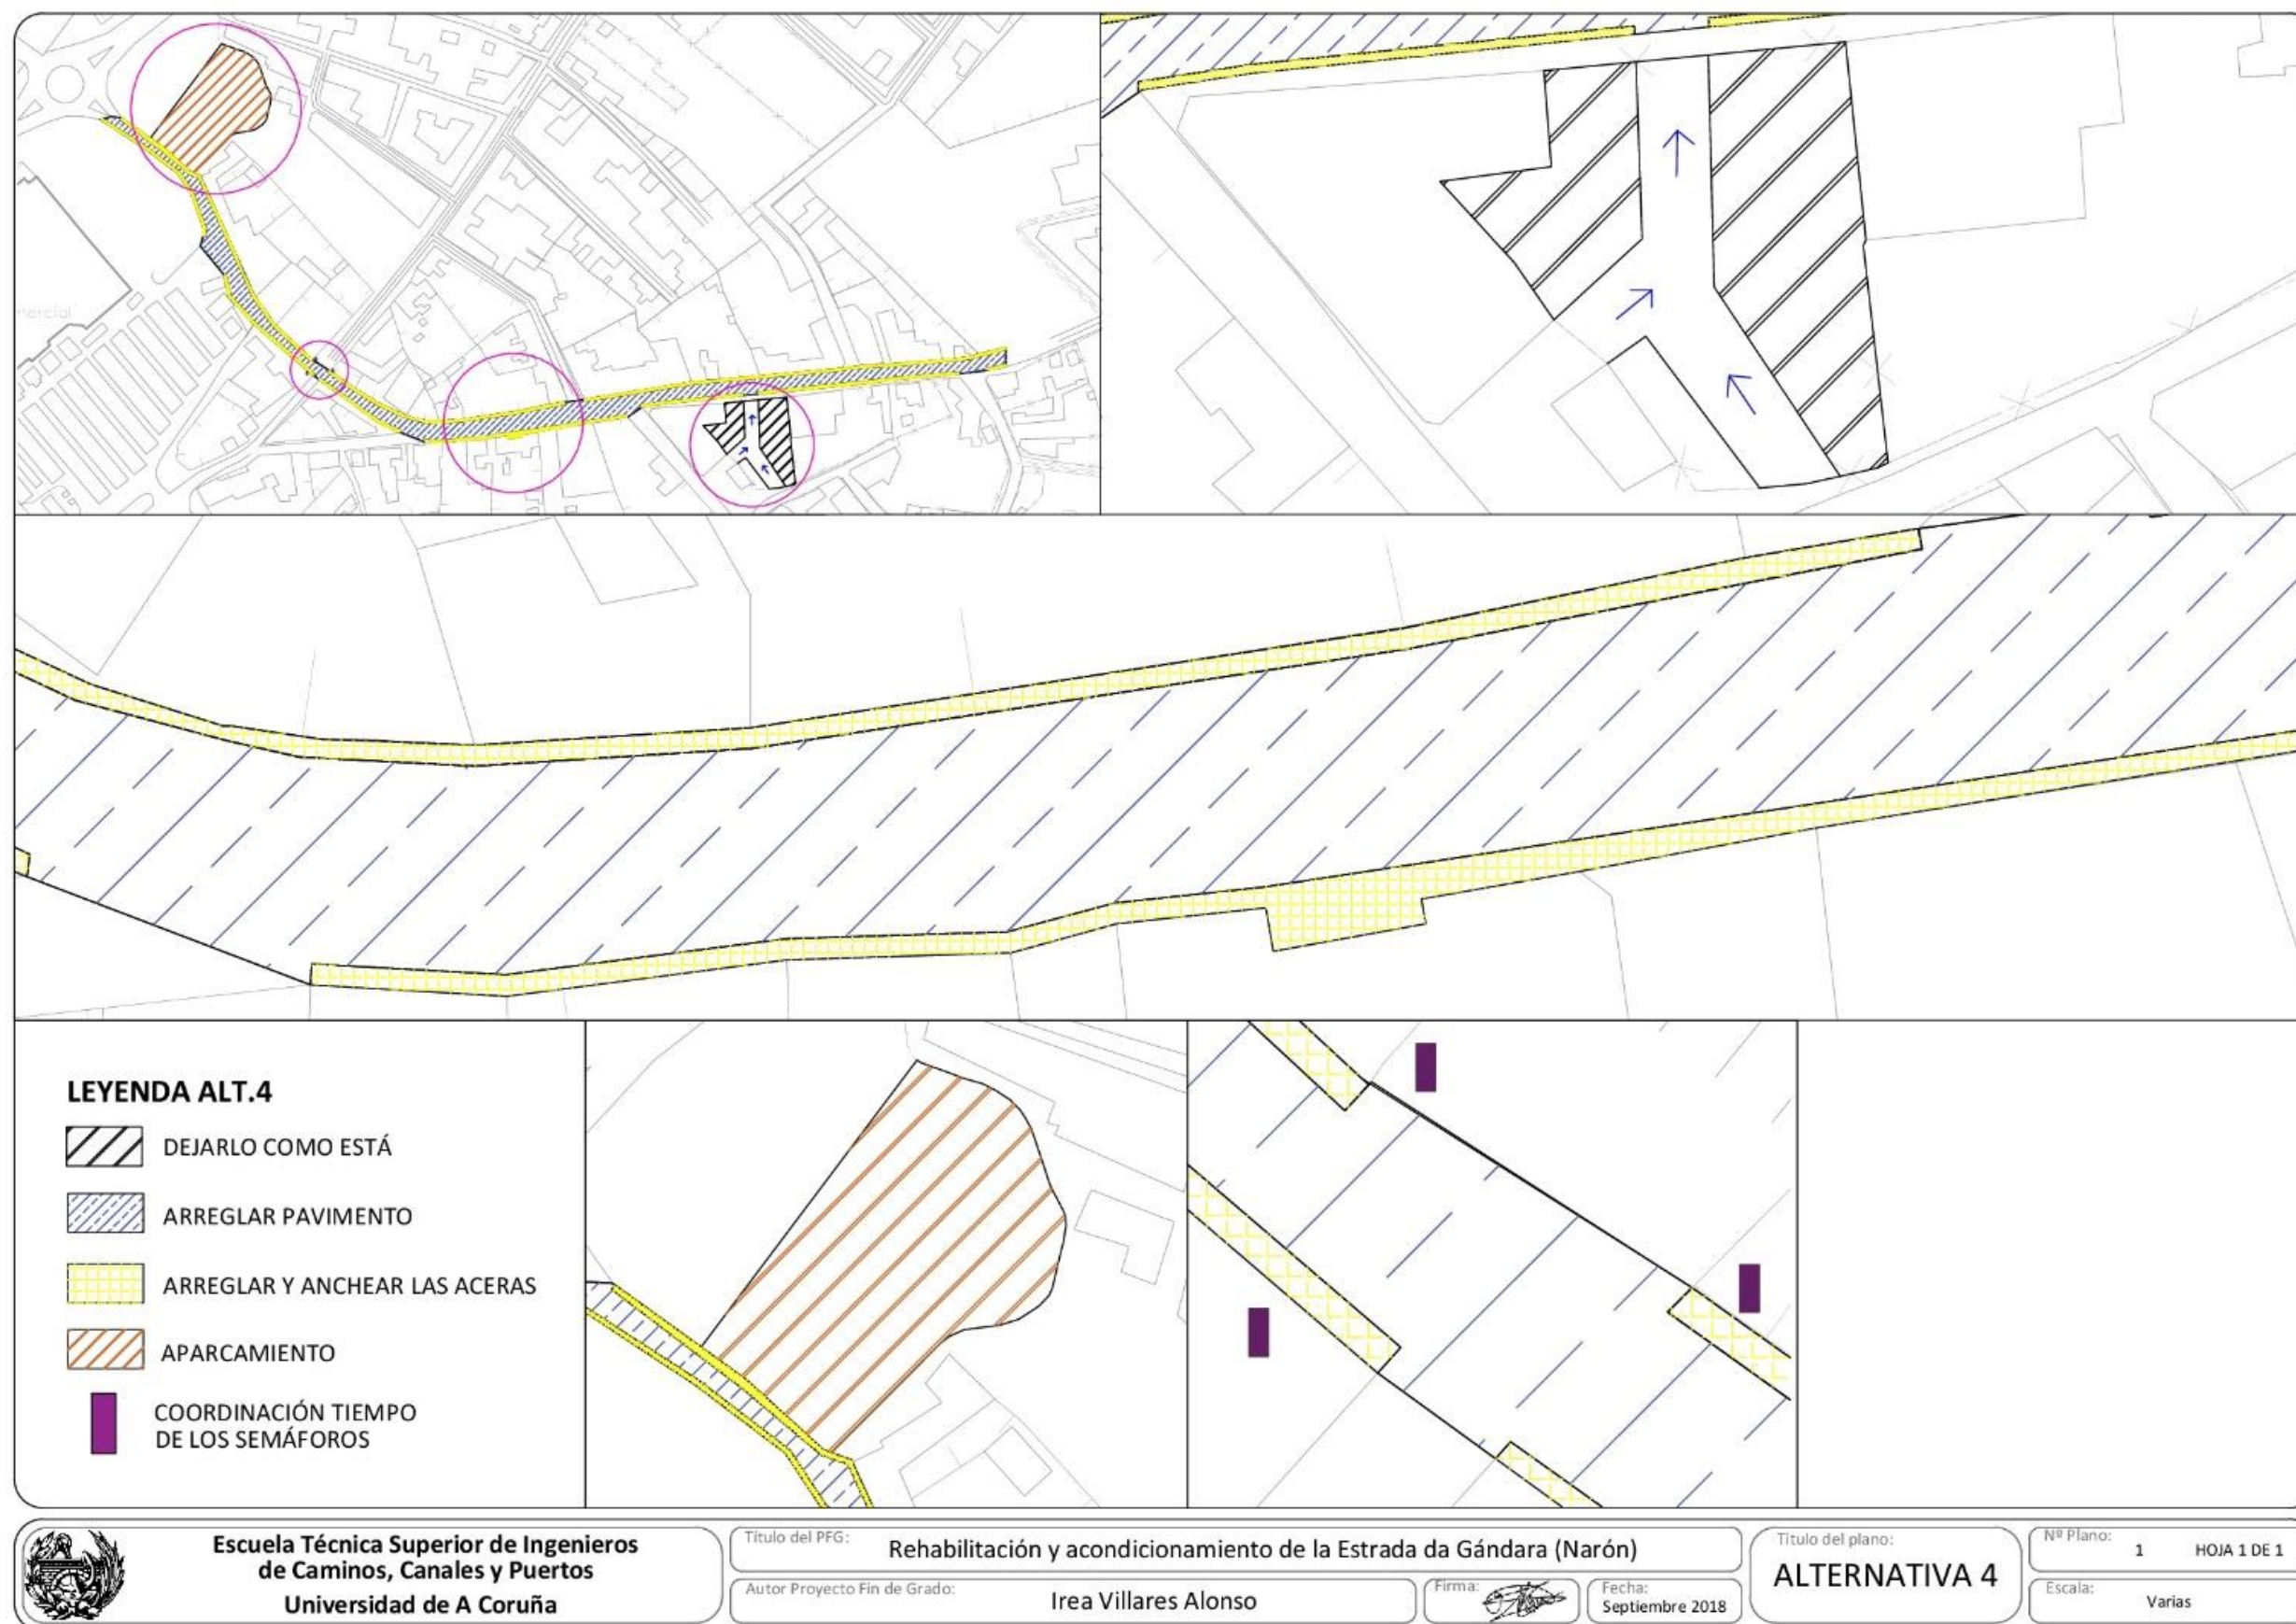 LEYENDA ALT.4
DEJARLO COMO ESTÁ
ARREGLAR PAVIMENTO
ARREGLAR Y ANCHEAR LAS ACERAS
APARCAMIENTO
COORDINACIÓN TIEMPO
DE LOS SEMÁFOROS
Escuela Técnica Superior de Ingenieros
de Caminos, Canales y Puertos
Universidad de A Coruña
Título del PFG:
Rehabilitación y acondicionamiento de la Estrada da Gándara (Narón)
Autor Proyecto Fin de Grado:
Irea Villares Alonso
Firma:
Fecha:
Septiembre 2018
Título del plano:
ALTERNATIVA 4
Nº Plano:
1 HOJA 1 DE 1
Escala:
Varias